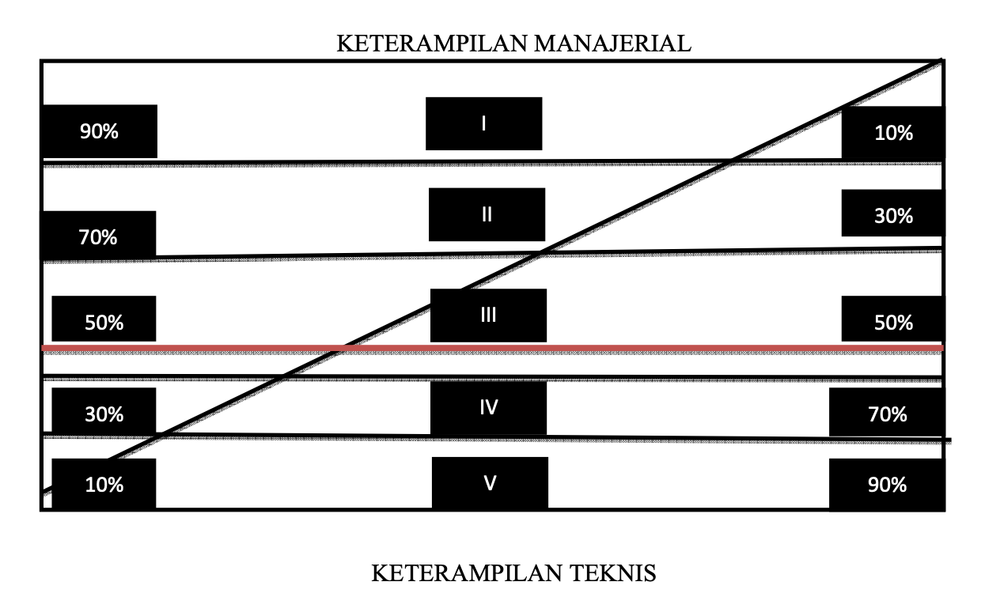 KETERAMPILAN MANAJERIAL
90% I 10%
70% II 30%
50% III 50%
30% IV 70%
10% V 90%
KETERAMPILAN TEKNIS